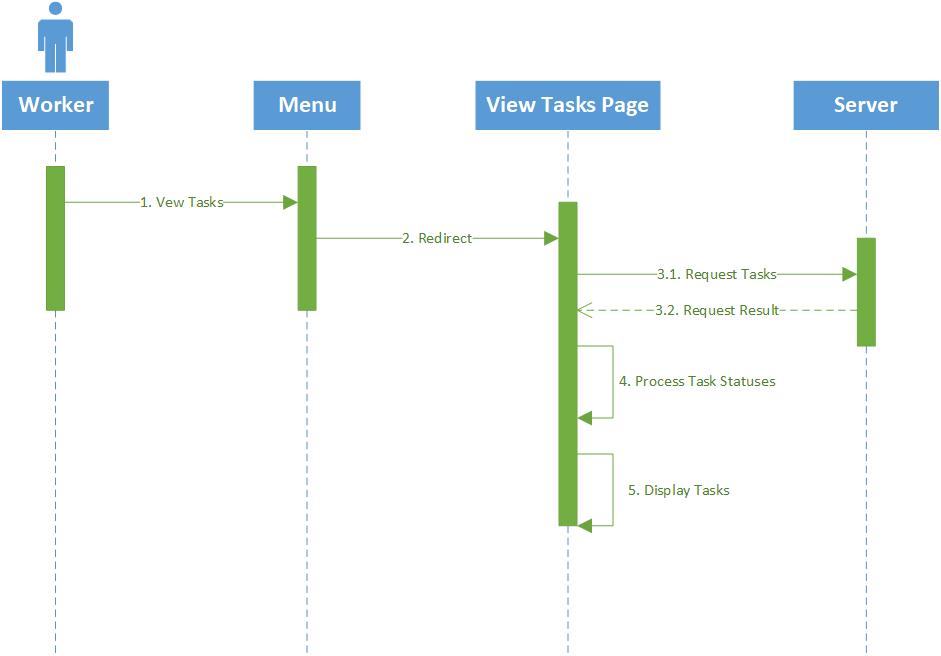 Worker
Menu
View Tasks Page
Server
1. Vew Tasks
2. Redirect
3.1. Request Tasks
3.2. Request Result
4. Process Task Statuses
5. Display Tasks